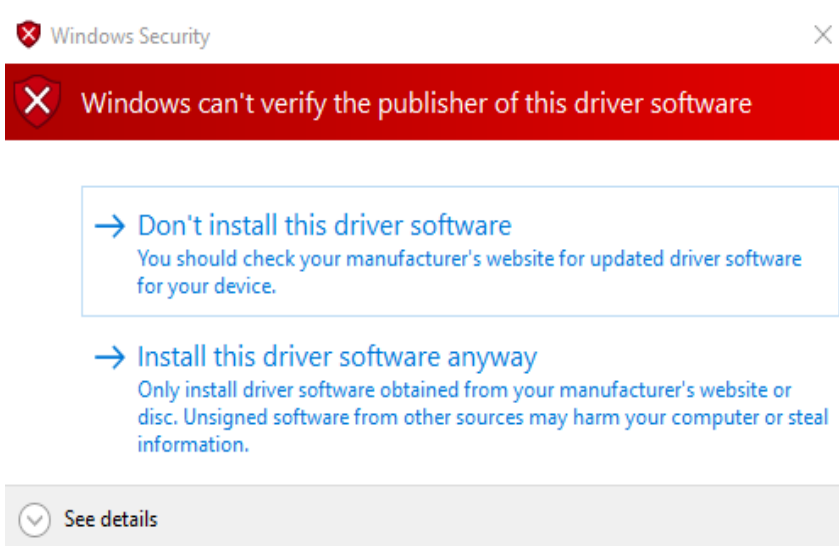 Windows Security
Windows can't verify the publisher of this driver software
Don't install this driver software
You should check your manufacturer's website for updated driver software
for your device.
Install this driver software anyway
Only install driver software obtained from your manufacturer's website or
disc. Unsigned software from other sources may harm your computer or steal
information.
See details